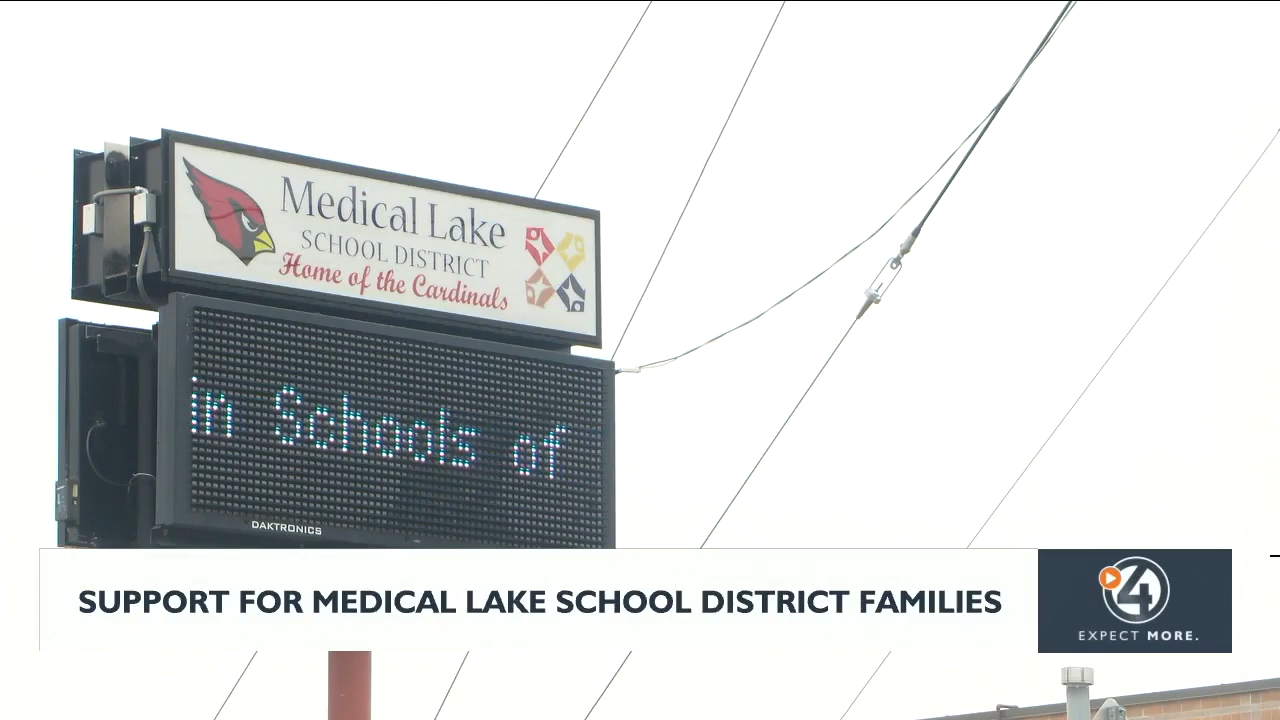 Medical Lake
SCHOOL DISTRICT
Home of the Cardinals
in Schools of
DAKTRONICS
SUPPORT FOR MEDICAL LAKE SCHOOL DISTRICT FAMILIES
4
EXPECT MORE.